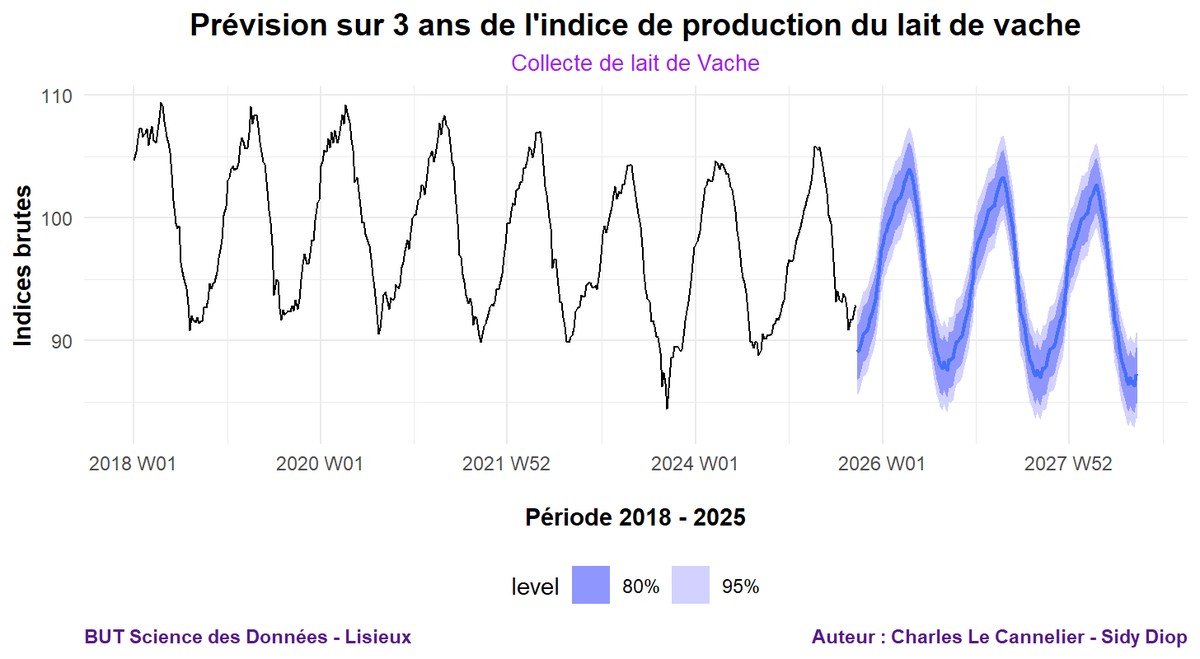 Prévision sur 3 ans de l'indice de production du lait de vache
Collecte de lait de Vache
Indices brutes
110
100
90
2018 W01 2020 W01 2021 W52 2024 W01 2026 W01 2027 W52
Période 2018 - 2025
level 80% 95%
BUT Science des Données - Lisieux Auteur : Charles Le Cannelier - Sidy Diop